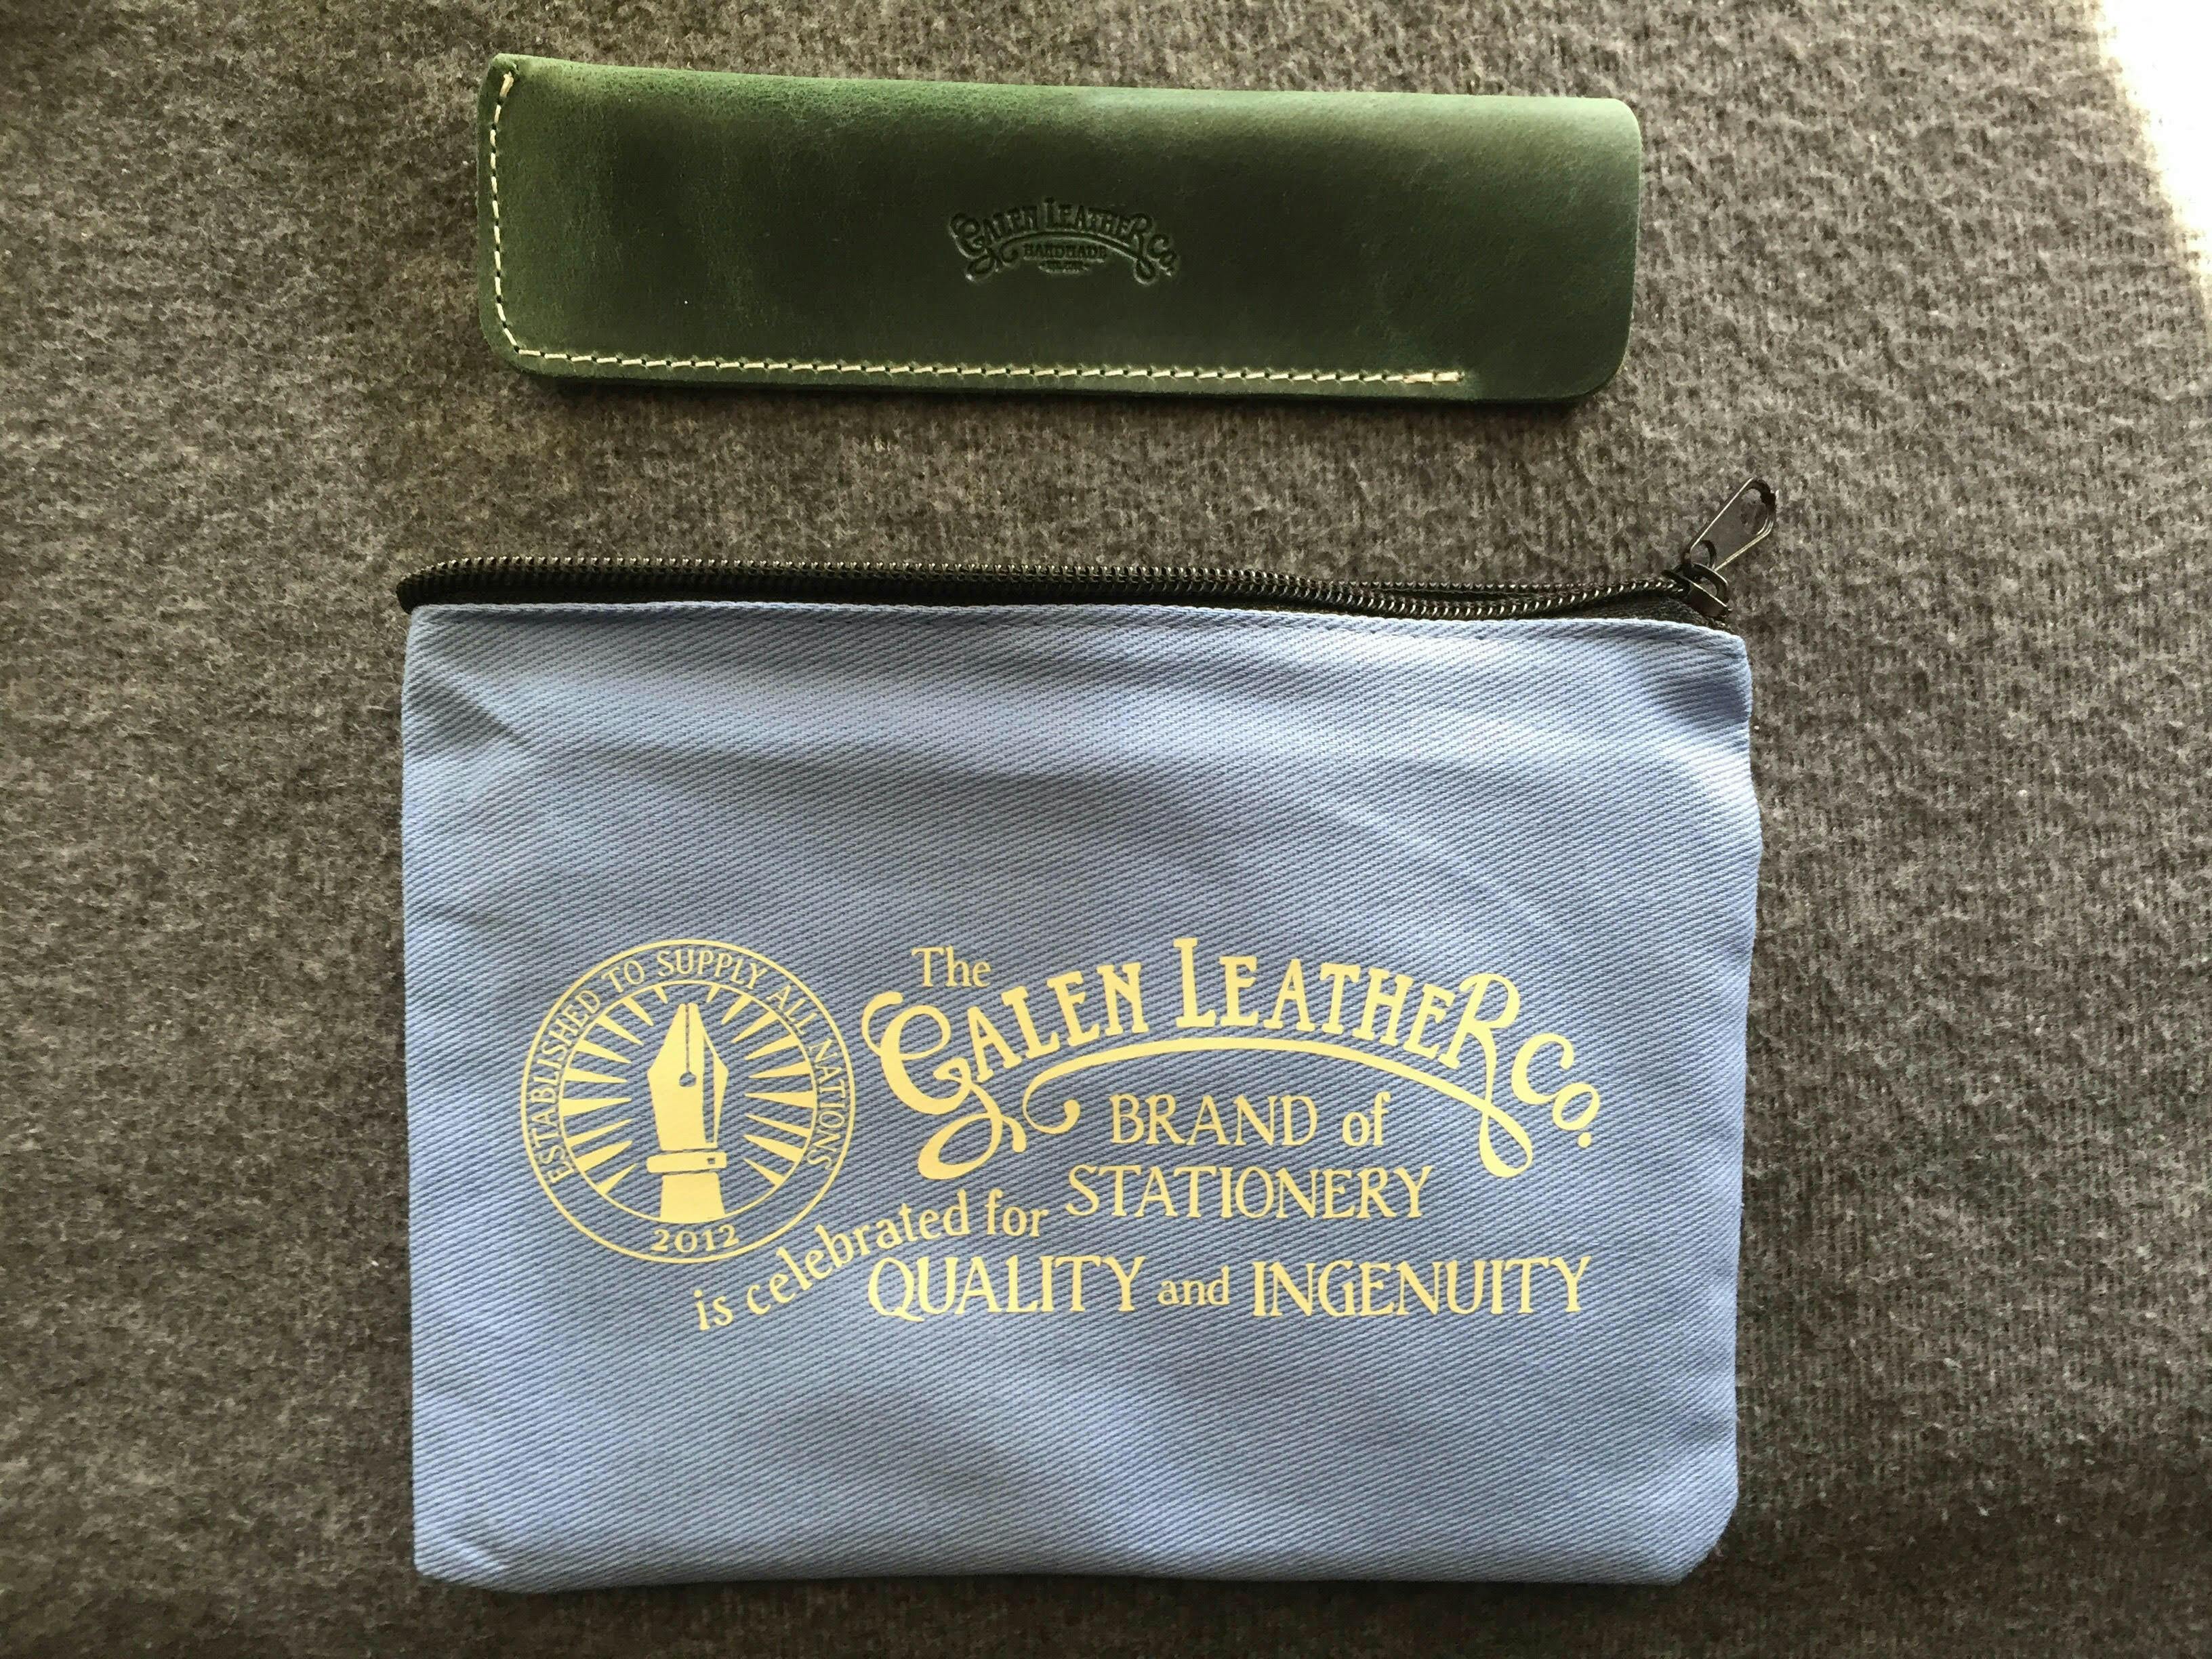 GALEN LEATHER Co.
HANDMADE
ESTABLISHED TO SUPPLY ALL NATIONS
2012
The
GALEN LEATHER Co.
BRAND of
STATIONERY
is celebrated for
QUALITY and INGENUITY